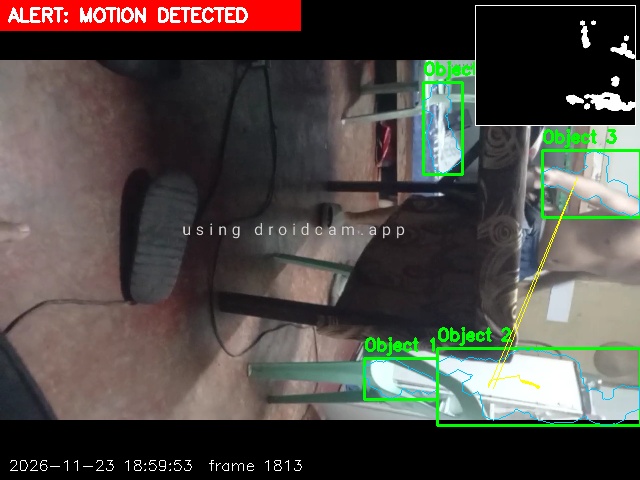 ALERT: MOTION DETECTED
Object
Object 3
using droidcam.app
Object 2
Object 1
2026-11-23 18:59:53 frame 1813